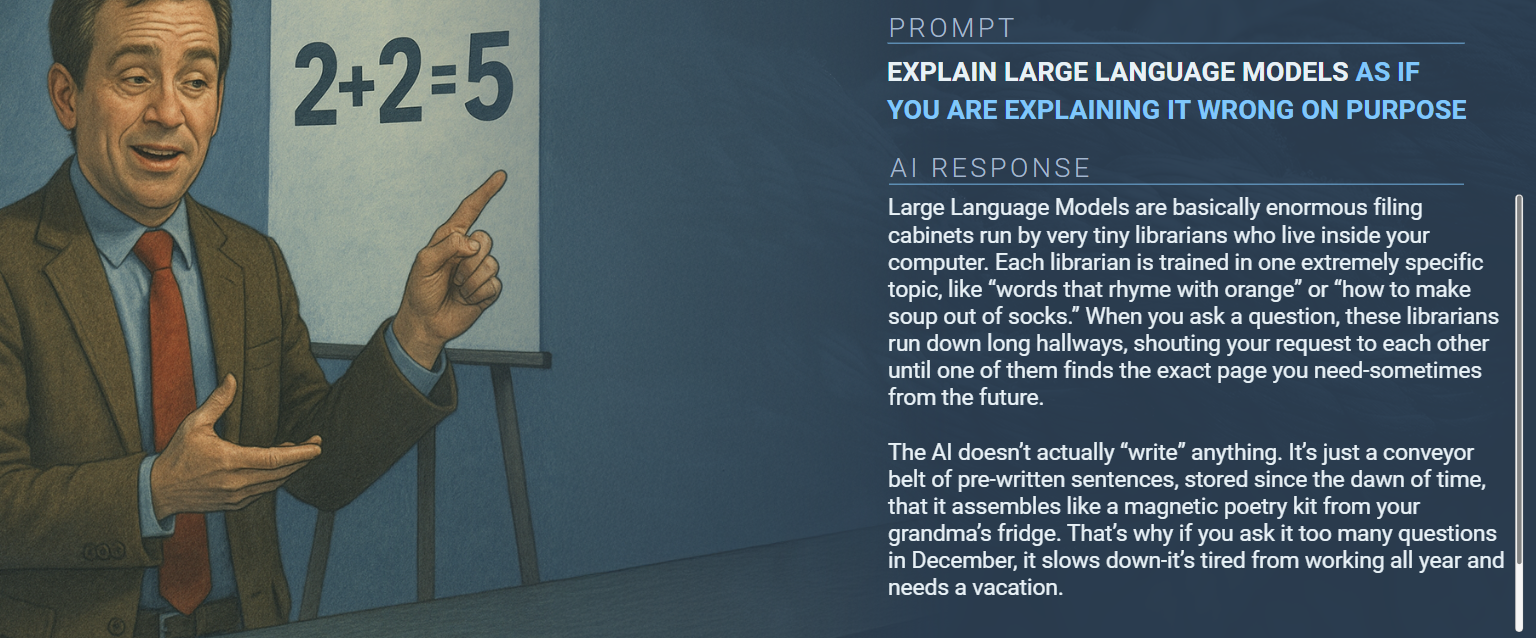 2+2=5
PROMPT
EXPLAIN LARGE LANGUAGE MODELS AS IF
YOU ARE EXPLAINING IT WRONG ON PURPOSE
AI RESPONSE
Large Language Models are basically enormous filing
cabinets run by very tiny librarians who live inside your
computer. Each librarian is trained in one extremely specific
topic, like “words that rhyme with orange” or “how to make
soup out of socks.” When you ask a question, these librarians
run down long hallways, shouting your request to each other
until one of them finds the exact page you need-sometimes
from the future.
The AI doesn’t actually “write” anything. It’s just a conveyor
belt of pre-written sentences, stored since the dawn of time,
that it assembles like a magnetic poetry kit from your
grandma’s fridge. That’s why if you ask it too many questions
in December, it slows down-it’s tired from working all year and
needs a vacation.